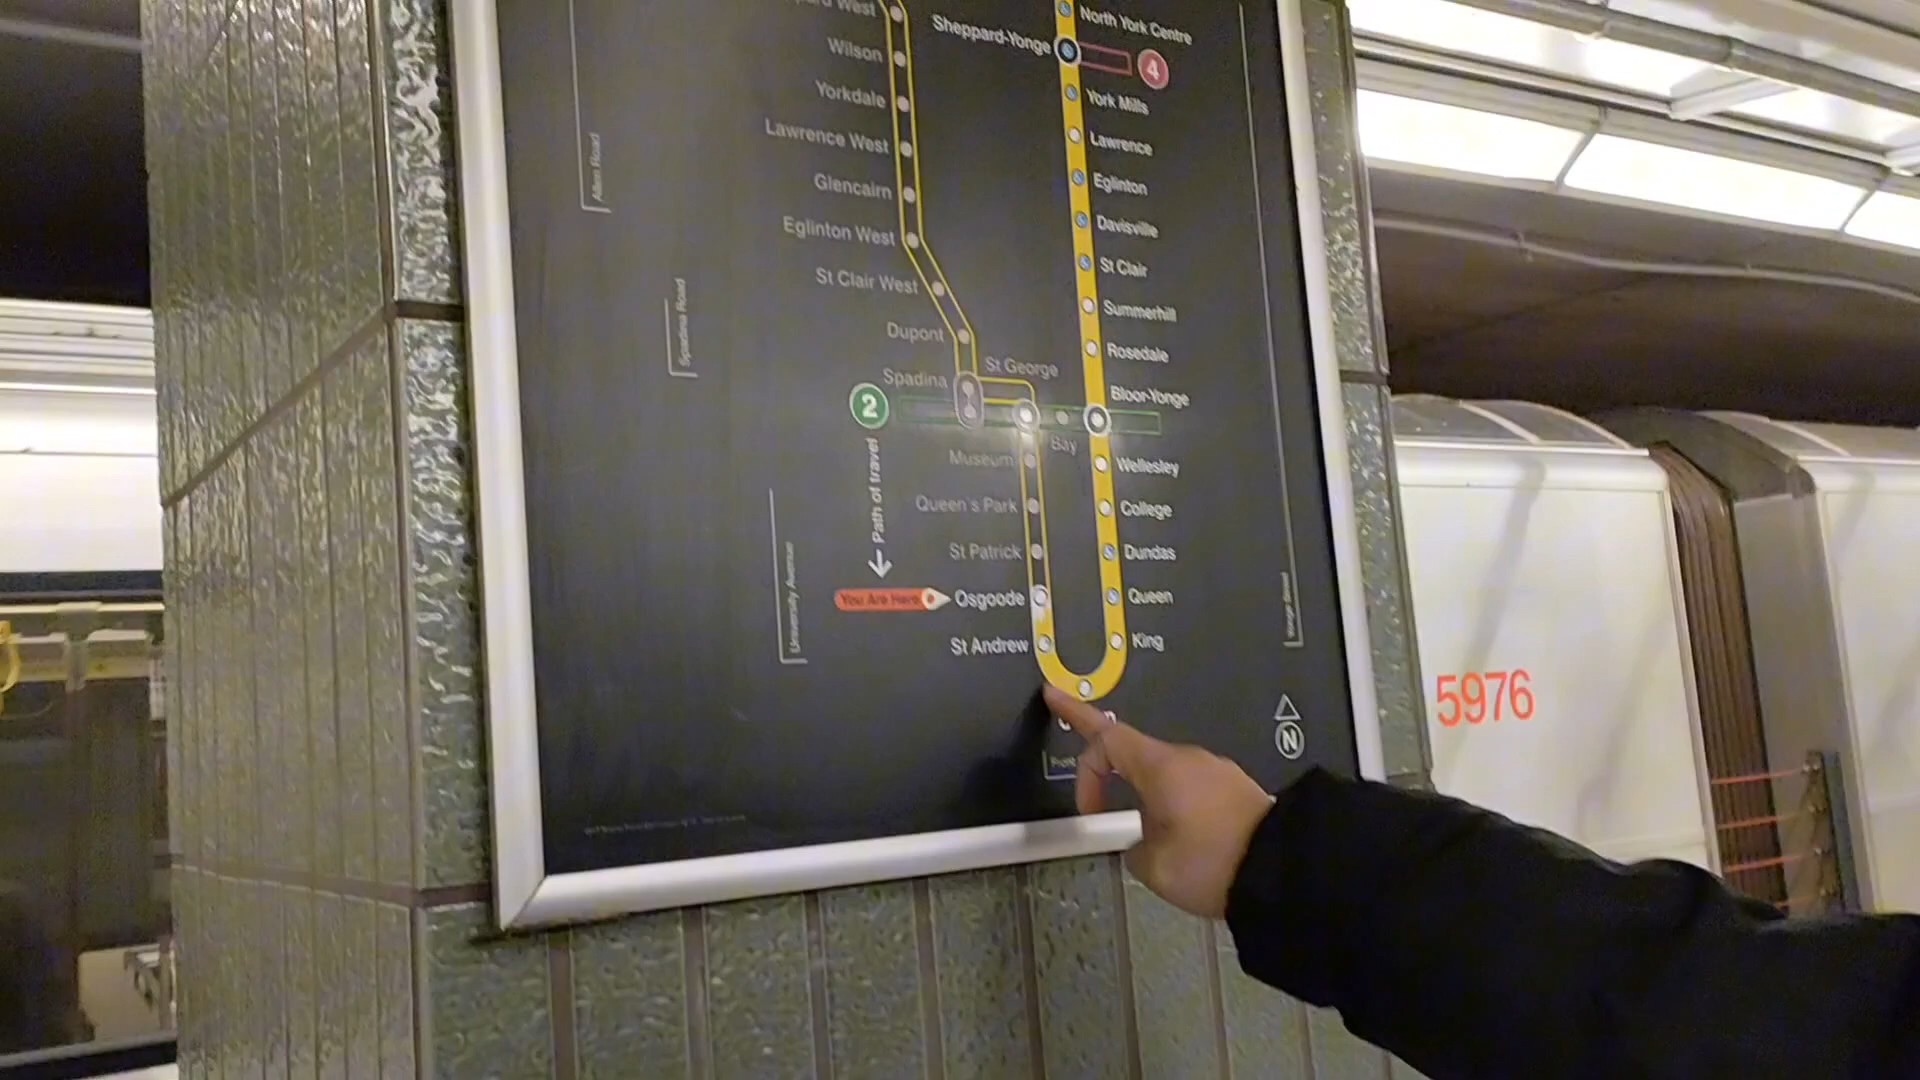 West
Wilson
Yorkdale
Lawrence West
Glencairn
Eglinton West
St Clair West
Dupont
Spadina
St George
2
Bay
Museum
Queen's Park
St Patrick
Osgoode
St Andrew
You Are Here
Path of travel
Allen Road
Spadina Road
University Avenue
North York Centre
Sheppard-Yonge
4
York Mills
Lawrence
Eglinton
Davisville
St Clair
Summerhill
Rosedale
Bloor-Yonge
Wellesley
College
Dundas
Queen
King
Yonge Street
Front
N
5976